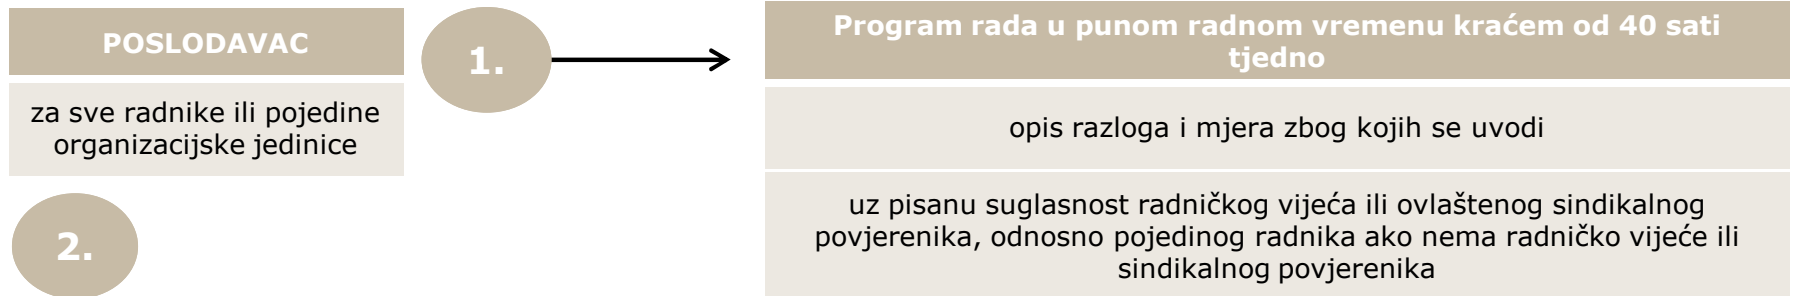 POSLODAVAC
za sve radnike ili pojedine
organizacijske jedinice
1.
Program rada u punom radnom vremenu kraćem od 40 sati
tjedno
opis razloga i mjera zbog kojih se uvodi
uz pisanu suglasnost radničkog vijeća ili ovlaštenog sindikalnog
povjerenika, odnosno pojedinog radnika ako nema radničko vijeće ili
sindikalnog povjerenika
2.